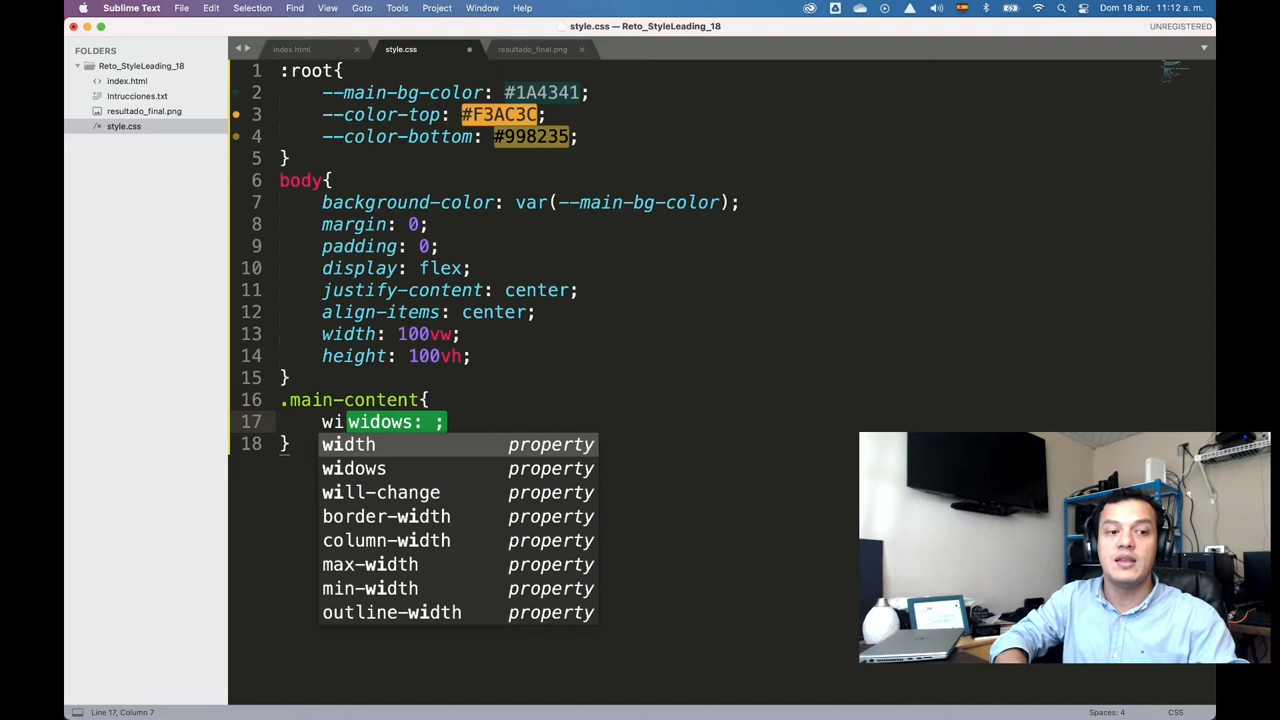 Sublime Text File Edit Selection Find View Goto Tools Project Window Help Dom 18 abr. 11:12 a. m.
style.css — Reto_StyleLeading_18 UNREGISTERED
FOLDERS
Reto_StyleLeading_18
index.html
Intrucciones.txt
resultado_final.png
style.css
index.html style.css resultado_final.png
1 :root{
2 --main-bg-color: #1A4341;
3 --color-top: #F3AC3C;
4 --color-bottom: #998235;
5 }
6 body{
7 background-color: var(--main-bg-color);
8 margin: 0;
9 padding: 0;
10 display: flex;
11 justify-content: center;
12 align-items: center;
13 width: 100vw;
14 height: 100vh;
15 }
16 .main-content{
17 wi widows: ;
18 }
width property
widows property
will-change property
border-width property
column-width property
max-width property
min-width property
outline-width property
Line 17, Column 7 Spaces: 4 CSS